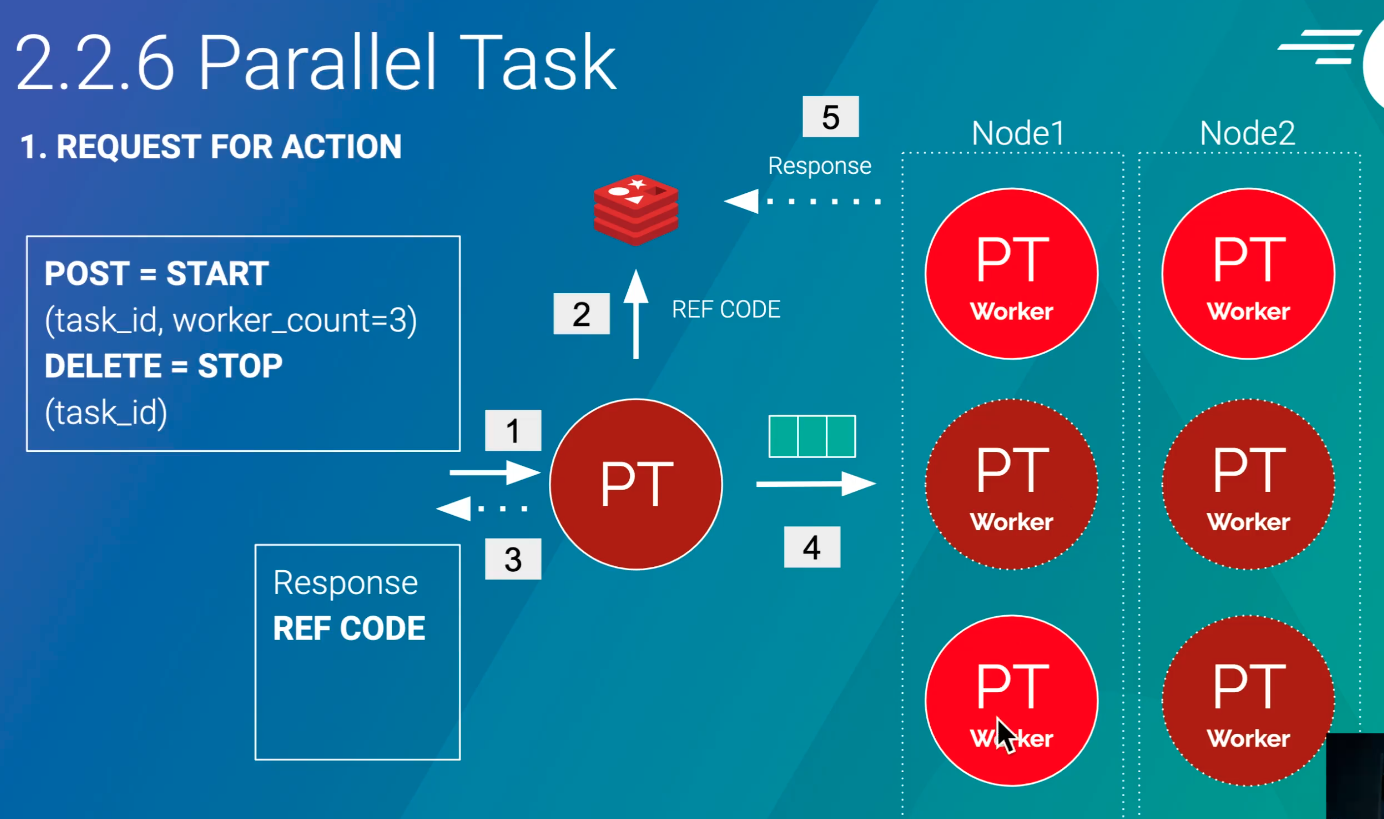 2.2.6 Parallel Task
1. REQUEST FOR ACTION
POST = START
(task_id, worker_count=3)
DELETE = STOP
(task_id)
1
3
Response
REF CODE
2
REF CODE
PT
4
5
Response
Node1
Node2
PT
Worker
PT
Worker
PT
Worker
PT
Worker
PT
Worker
PT
Worker